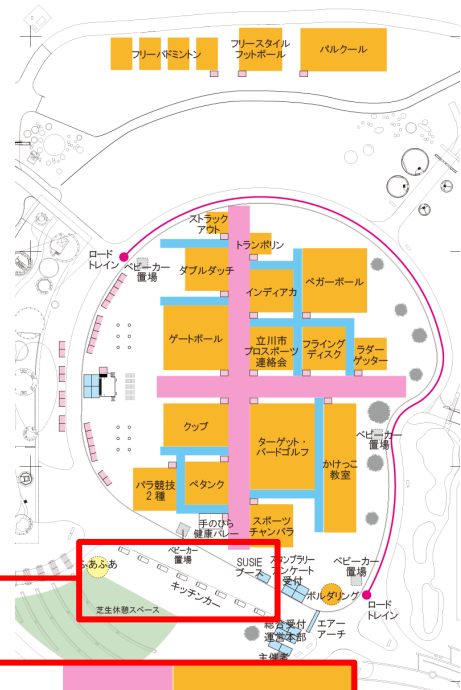 フリーバドミントン
フリースタイル
フットボール
パルクール
ストラック
アウト
トランポリン
ロード
トレイン
ベビーカー
置場
ダブルダッチ
インディアカ
ペガーボール
ゲートボール
立川市
プロスポーツ
連絡会
フライング
ディスク
ラダー
ゲッター
クップ
ターゲット・
バードゴルフ
ベビーカー
置場
かけっこ
教室
パラ競技
2種
ペタンク
手のひら
健康バレー
スポーツ
チャンバラ
ベビーカー
置場
ふあふあ
キッチンカー
芝生休憩スペース
SUSIE
ブース
スタンプラリー
アンケート
受付
ベビーカー
置場
ボルダリング
ロード
トレイン
総合受付
運営本部
エアー
アーチ
主催者